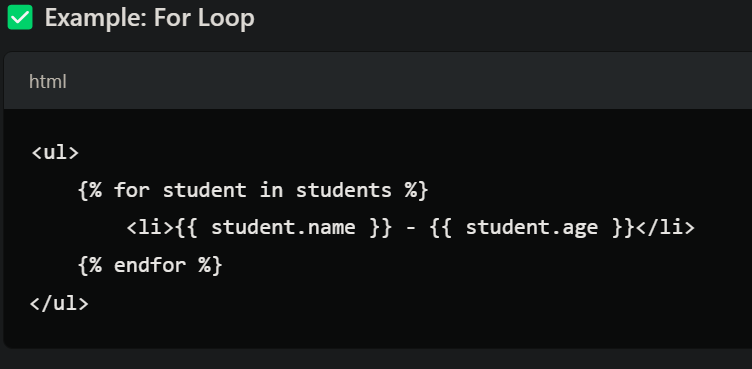 ✅ Example: For Loop
html
<ul>
    {% for student in students %}
        <li>{{ student.name }} - {{ student.age }}</li>
    {% endfor %}
</ul>